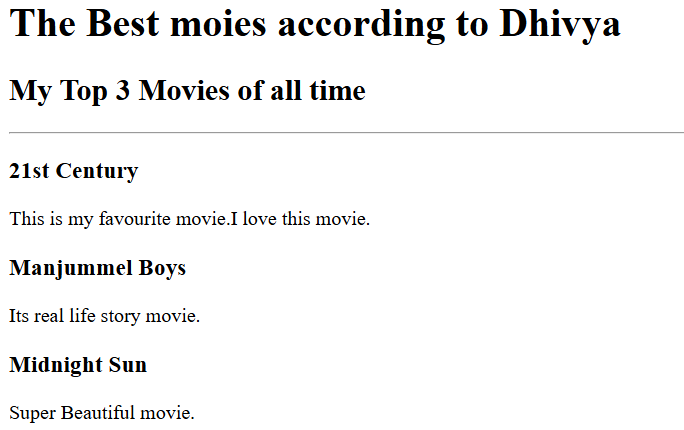 The Best moies according to Dhivya
My Top 3 Movies of all time
21st Century
This is my favourite movie.I love this movie.
Manjummel Boys
Its real life story movie.
Midnight Sun
Super Beautiful movie.